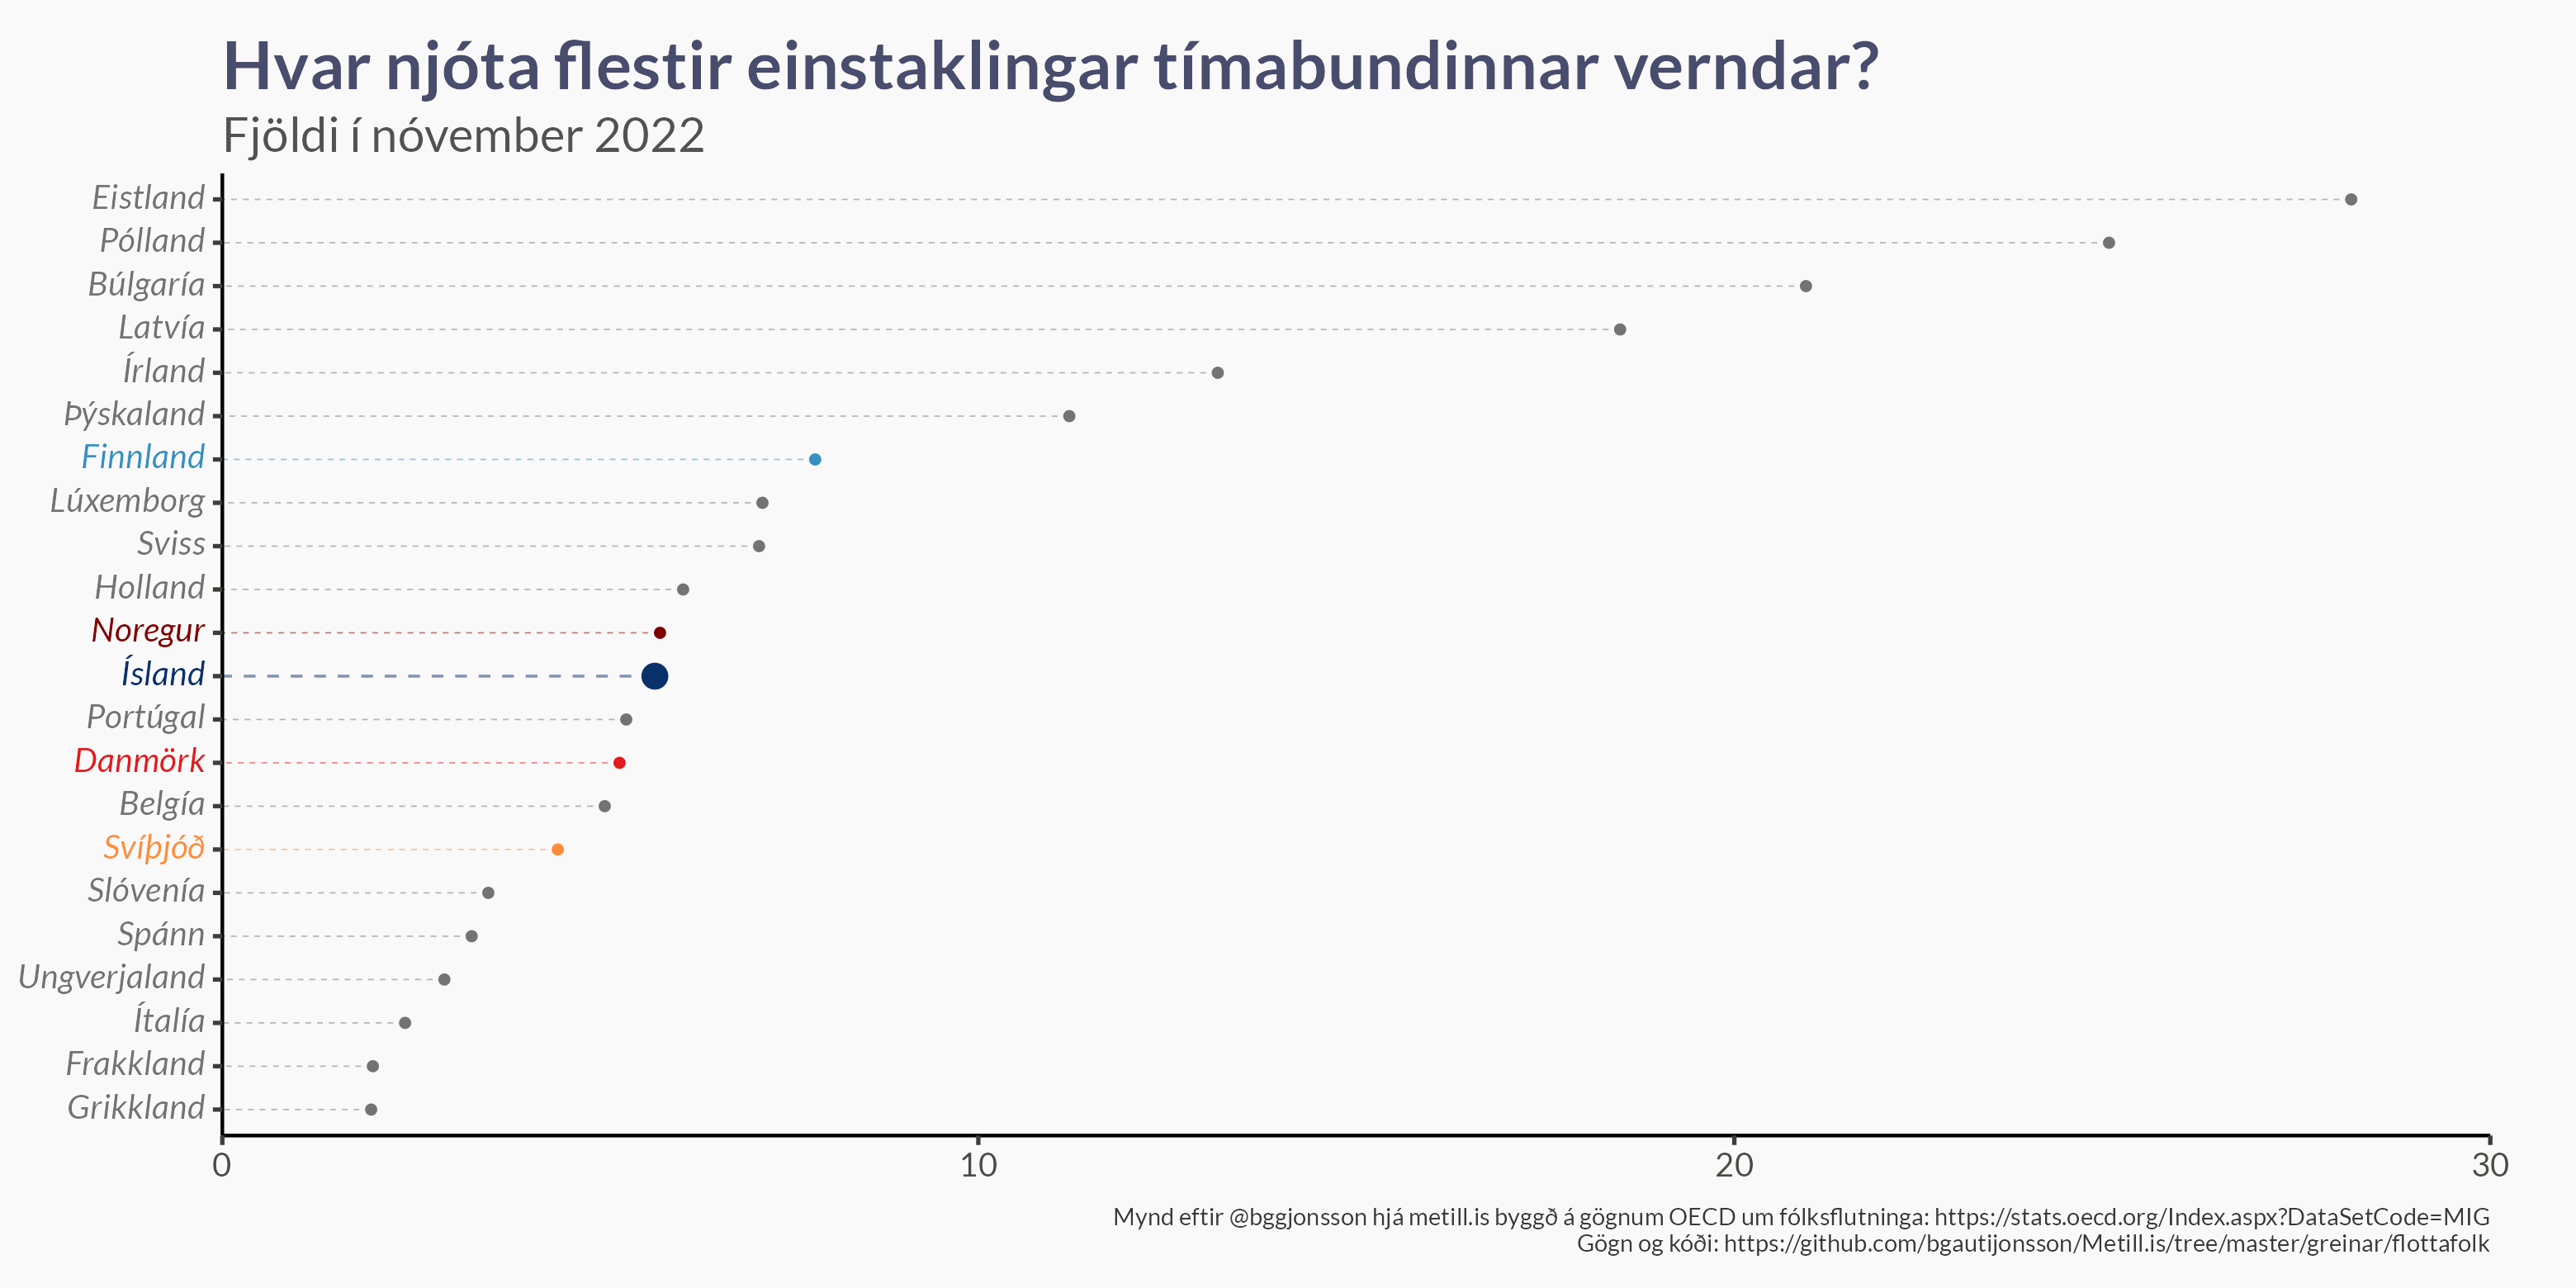 Hvar njóta flestir einstaklingar tímabundinnar verndar?
Fjöldi í nóvember 2022
Eistland
Pólland
Búlgaría
Latvía
Írland
Þýskaland
Finnland
Lúxemborg
Sviss
Holland
Noregur
Ísland
Portúgal
Danmörk
Belgía
Svíþjóð
Slóvenía
Spánn
Ungverjaland
Ítalía
Frakkland
Grikkland
0 10 20 30
Mynd eftir @bggjonsson hjá metill.is byggð á gögnum OECD um fólksflutninga: https://stats.oecd.org/Index.aspx?DataSetCode=MIG
Gögn og kóði: https://github.com/bgautijonsson/Metill.is/tree/master/greinar/flottafolk